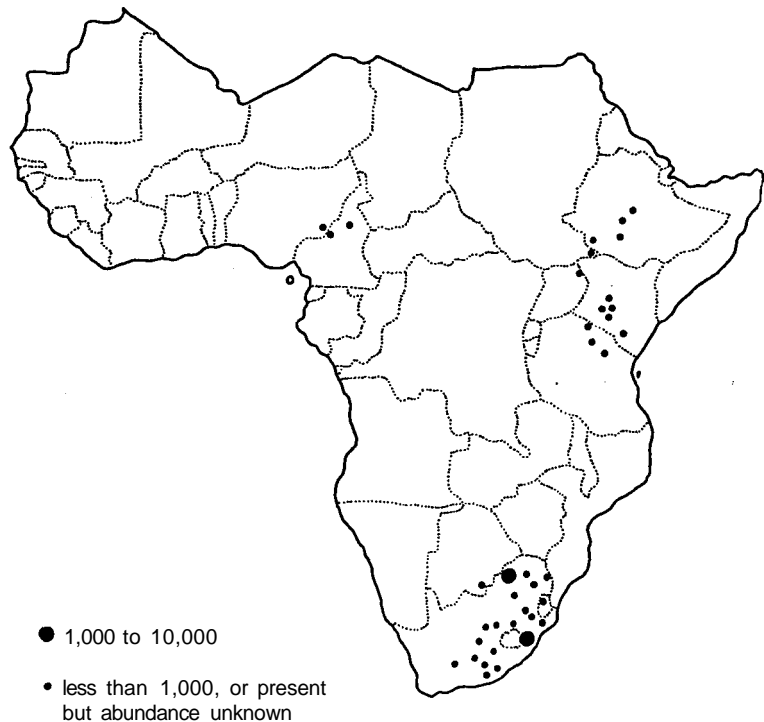 1,000 to 10,000
less than 1,000, or present
but abundance unknown